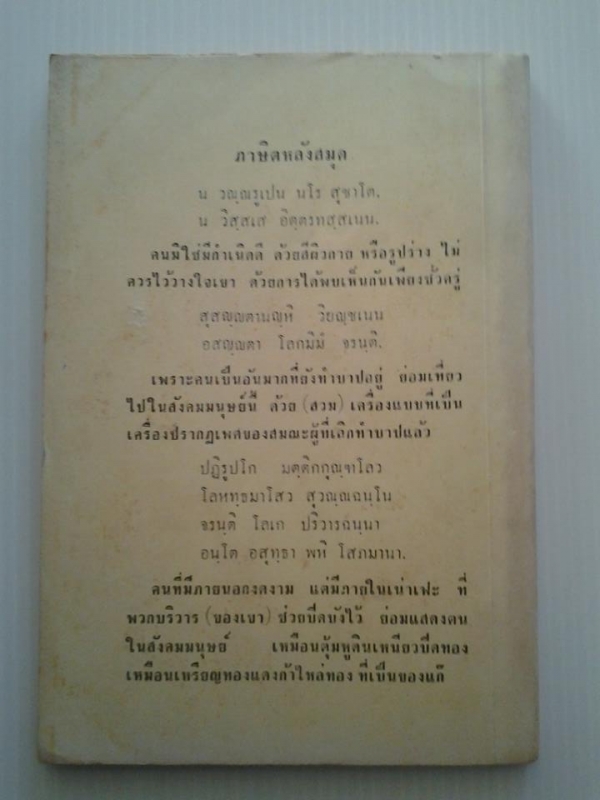 ภาษิตหลังสมุด
น วณฺณรูเปน นโร สุชาโต,
น วิสฺสเส อิตฺตรทสฺสเนน.
คนมิใช่มีกำเนิดดี ด้วยสีผิวกาย หรือรูปร่าง ไม่
ควรไว้วางใจเขา ด้วยการได้พบเห็นกันเพียงชั่วครู่
สุสญฺญตานญฺหิ วิยญฺชเนน
อสญฺญตา โลกมิมํ จรนฺติ.
เพราะคนเป็นอันมากที่ยังทำบาปอยู่ ย่อมเที่ยว
ไปในสังคมมนุษย์นี้ ด้วย (สวม) เครื่องแบบที่เป็น
เครื่องปรากฏเพศของสมณะผู้ที่เลิกทำบาปแล้ว
ปฏิรูปโก มตฺติกกุณฺฑโลว
โลหทฺธมาโสว สุวณฺณฉนฺโน
จรนฺติ โลเก ปริวารฉนฺนา
อนฺโต อสุทฺธา พหิ โสภมานา.
คนที่มีภายนอกงดงาม แต่มีภายในเน่าเฟะ ที่
พวกบริวาร (ของเขา) ช่วยปิดบังไว้ ย่อมแสดงตน
ในสังคมมนุษย์ เหมือนตุ้มหูดินเหนียวปิดทอง
เหมือนเหรียญทองแดงก้าไหล่ทอง ที่เป็นของเก๊